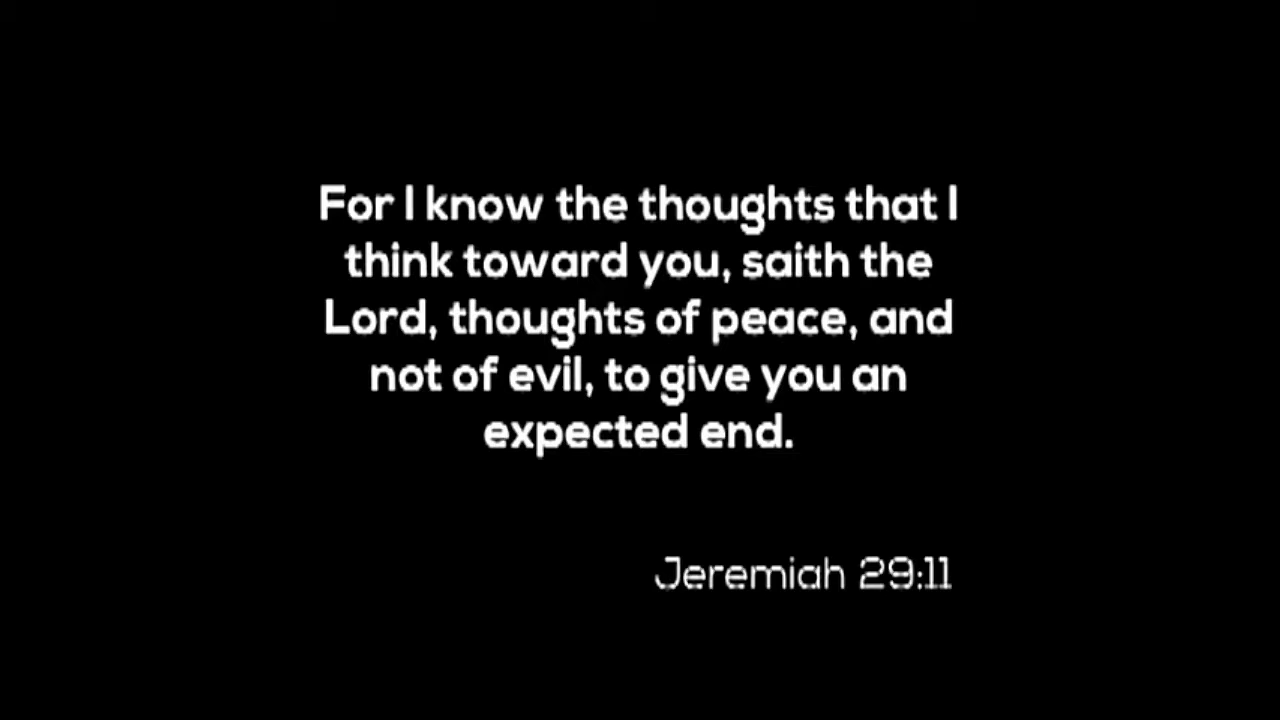 For I know the thoughts that I
think toward you, saith the
Lord, thoughts of peace, and
not of evil, to give you an
expected end.
Jeremiah 29:11